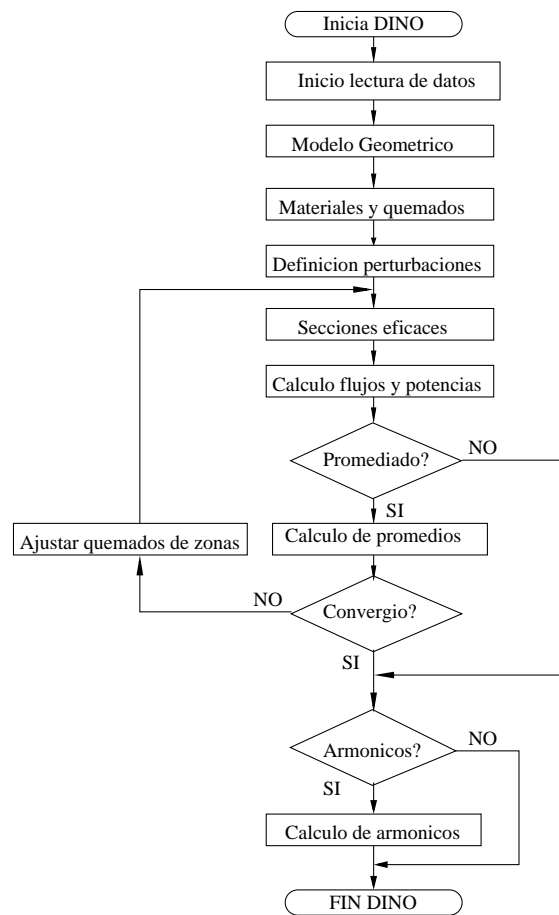 Inicia DINO
Inicio lectura de datos
Modelo Geometrico
Materiales y quemados
Definicion perturbaciones
Secciones eficaces
Calculo flujos y potencias
Promediado?
NO
SI
Calculo de promedios
Ajustar quemados de zonas
Convergio?
NO
SI
Armonicos?
NO
SI
Calculo de armonicos
FIN DINO